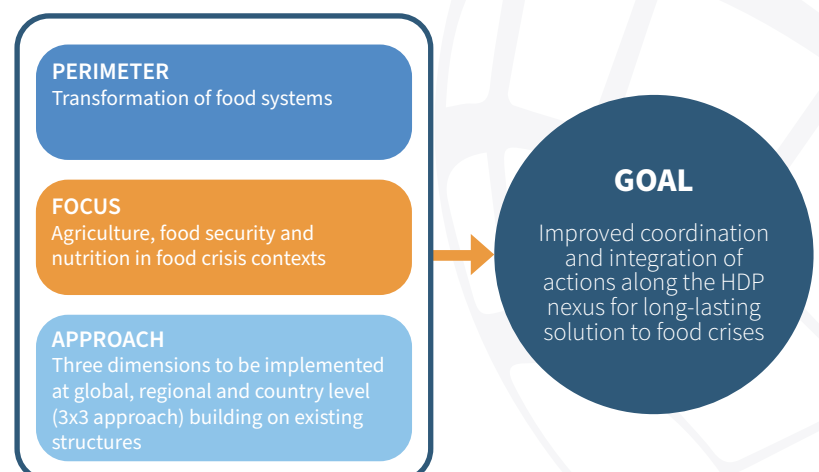 PERIMETER
Transformation of food systems
FOCUS
Agriculture, food security and
nutrition in food crisis contexts
APPROACH
Three dimensions to be implemented
at global, regional and country level
(3x3 approach) building on existing
structures
GOAL
Improved coordination
and integration of
actions along the HDP
nexus for long-lasting
solution to food crises